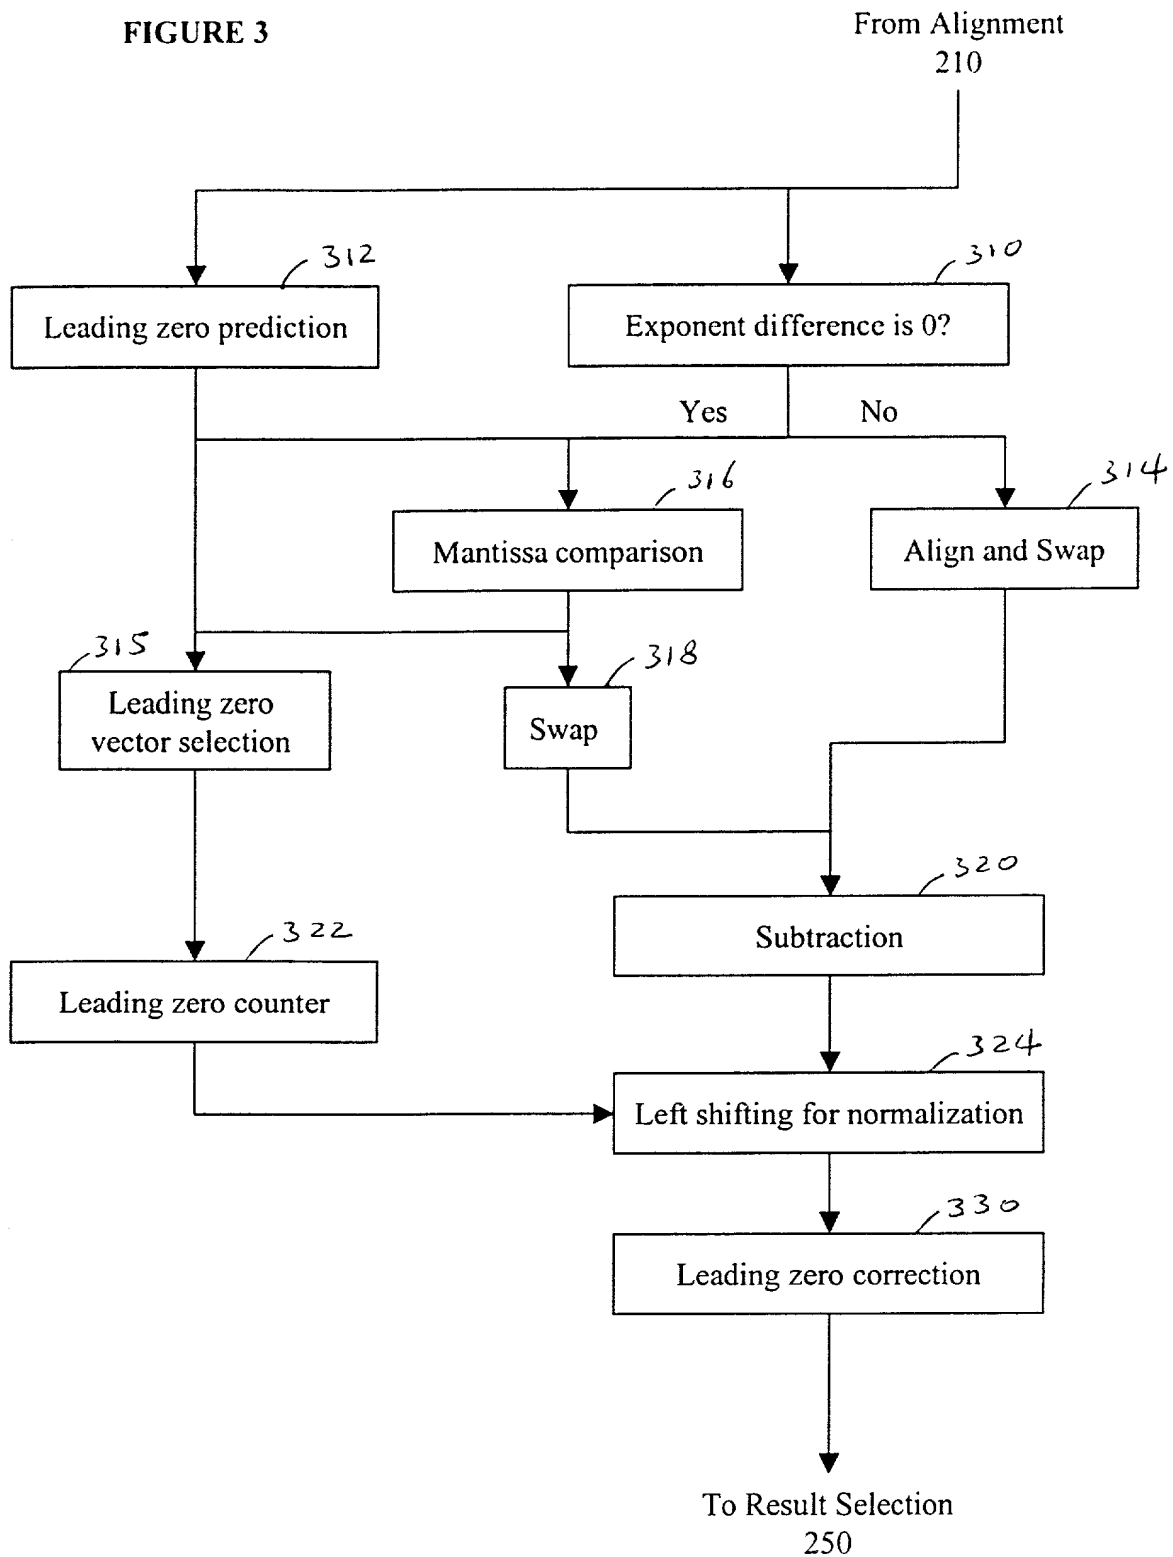 FIGURE 3
From Alignment
210
312
310
Leading zero prediction
Exponent difference is 0?
Yes
No
316
314
Mantissa comparison
Align and Swap
315
318
Leading zero
vector selection
Swap
320
Subtraction
322
Leading zero counter
324
Left shifting for normalization
330
Leading zero correction
To Result Selection
250